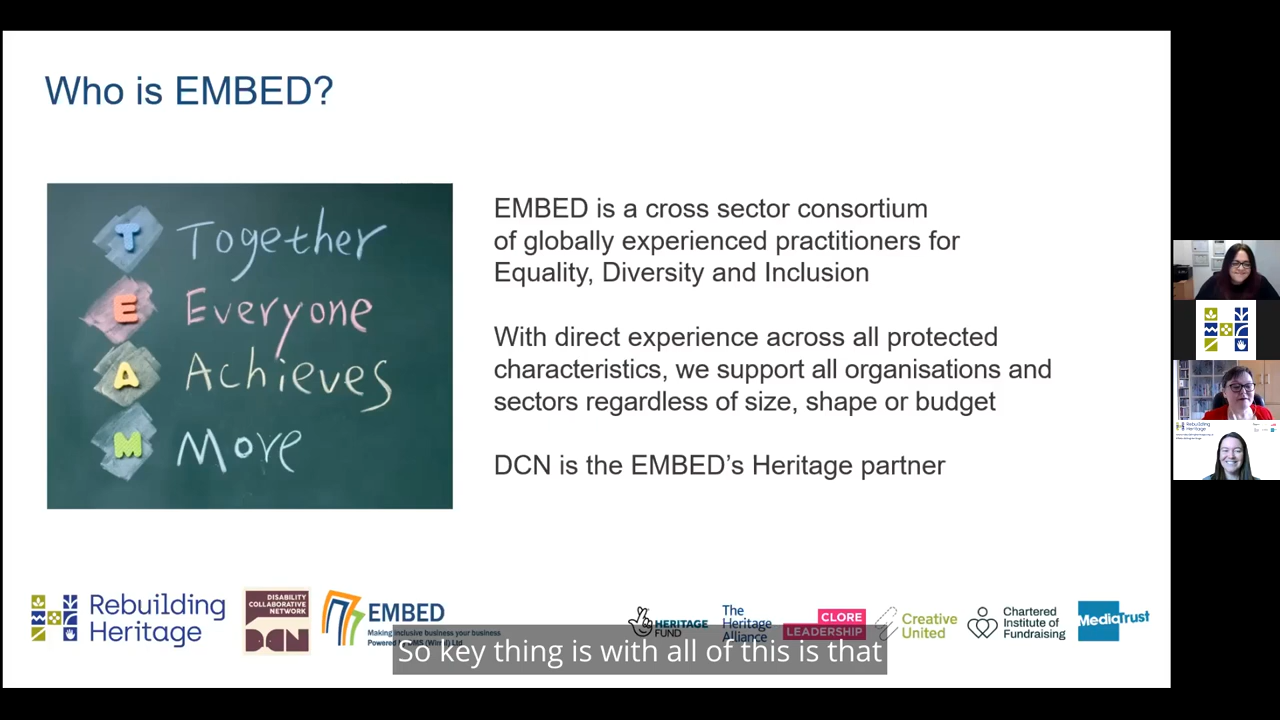 Who is EMBED?
T Together
E Everyone
A Achieves
M More
EMBED is a cross sector consortium
of globally experienced practitioners for
Equality, Diversity and Inclusion
With direct experience across all protected
characteristics, we support all organisations and
sectors regardless of size, shape or budget
DCN is the EMBED's Heritage partner
Rebuilding
Heritage
DISABILITY
COLLABORATIVE
NETWORK
DCN
EMBED
Making inclusive business your business
HERITAGE
FUND
The
Heritage
Alliance
CLORE
LEADERSHIP
Creative
United
Chartered
Institute of
Fundraising
MediaTrust
So key thing is with all of this is that
Rebuilding
Heritage